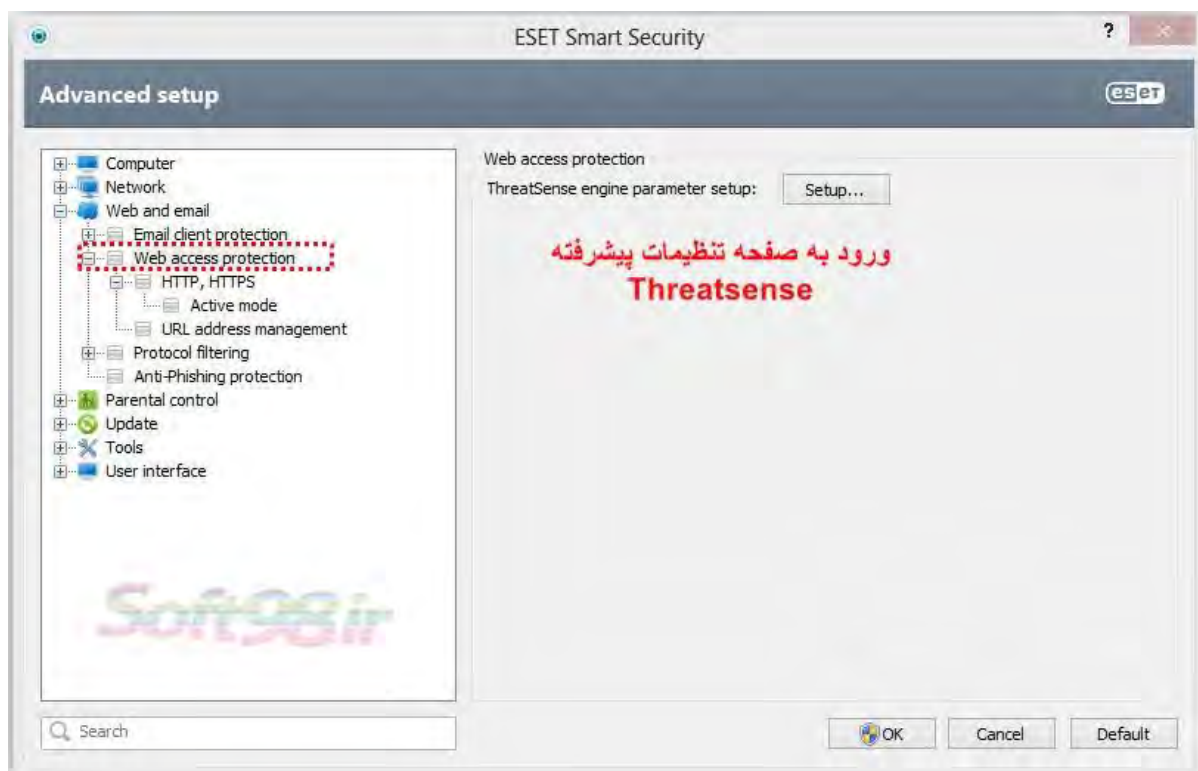 ESET Smart Security
?
Advanced setup
eset
Computer
Network
Web and email
Email client protection
Web access protection
HTTP, HTTPS
Active mode
URL address management
Protocol filtering
Anti-Phishing protection
Parental control
Update
Tools
User interface
Web access protection
ThreatSense engine parameter setup: Setup...
ورود به صفحه تنظیمات پیشرفته
Threatsense
Soft98.ir
Search
OK Cancel Default